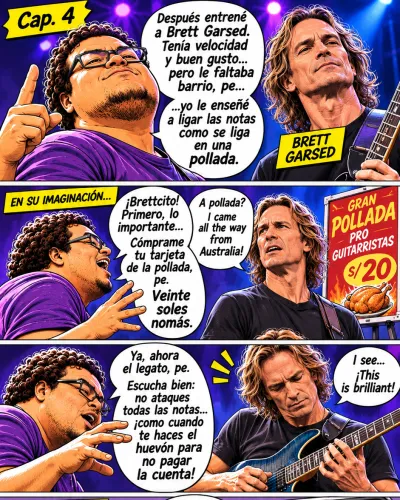 Cap. 4
Después entrené
a Brett Garsed.
Tenía velocidad
y buen gusto...
pero le faltaba
barrio, pe...
...yo le enseñé
a ligar las notas
como se liga
en una
pollada.
BRETT
GARSED
EN SU IMAGINACIÓN...
¡Brettcito!
Primero, lo
importante...
Cómprame
tu tarjeta
de la pollada,
pe.
Veinte
soles
nomás.
A pollada?
I came
all the way
from
Australia!
GRAN
POLLADA
PRO
GUITARRISTAS
S/20
Ya, ahora
el legato, pe.
Escucha bien:
no ataques
todas las notas...
¡como cuando
te haces el
huevón para
no pagar
la cuenta!
I see...
¡This
is brilliant!